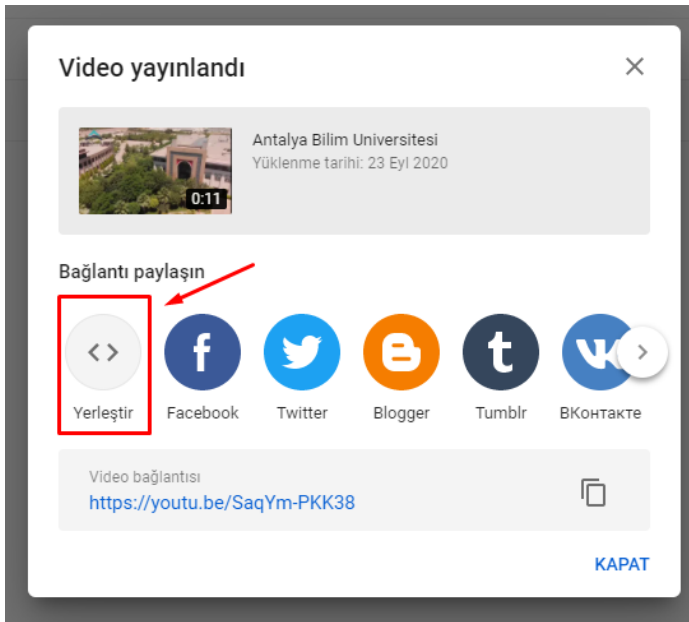 Video yayınlandı
Antalya Bilim Universitesi
Yüklenme tarihi: 23 Eyl 2020
0:11
Bağlantı paylaşın
Yerleştir
Facebook
Twitter
Blogger
Tumblr
ВКонтакте
Video bağlantısı
https://youtu.be/SaqYm-PKK38
KAPAT